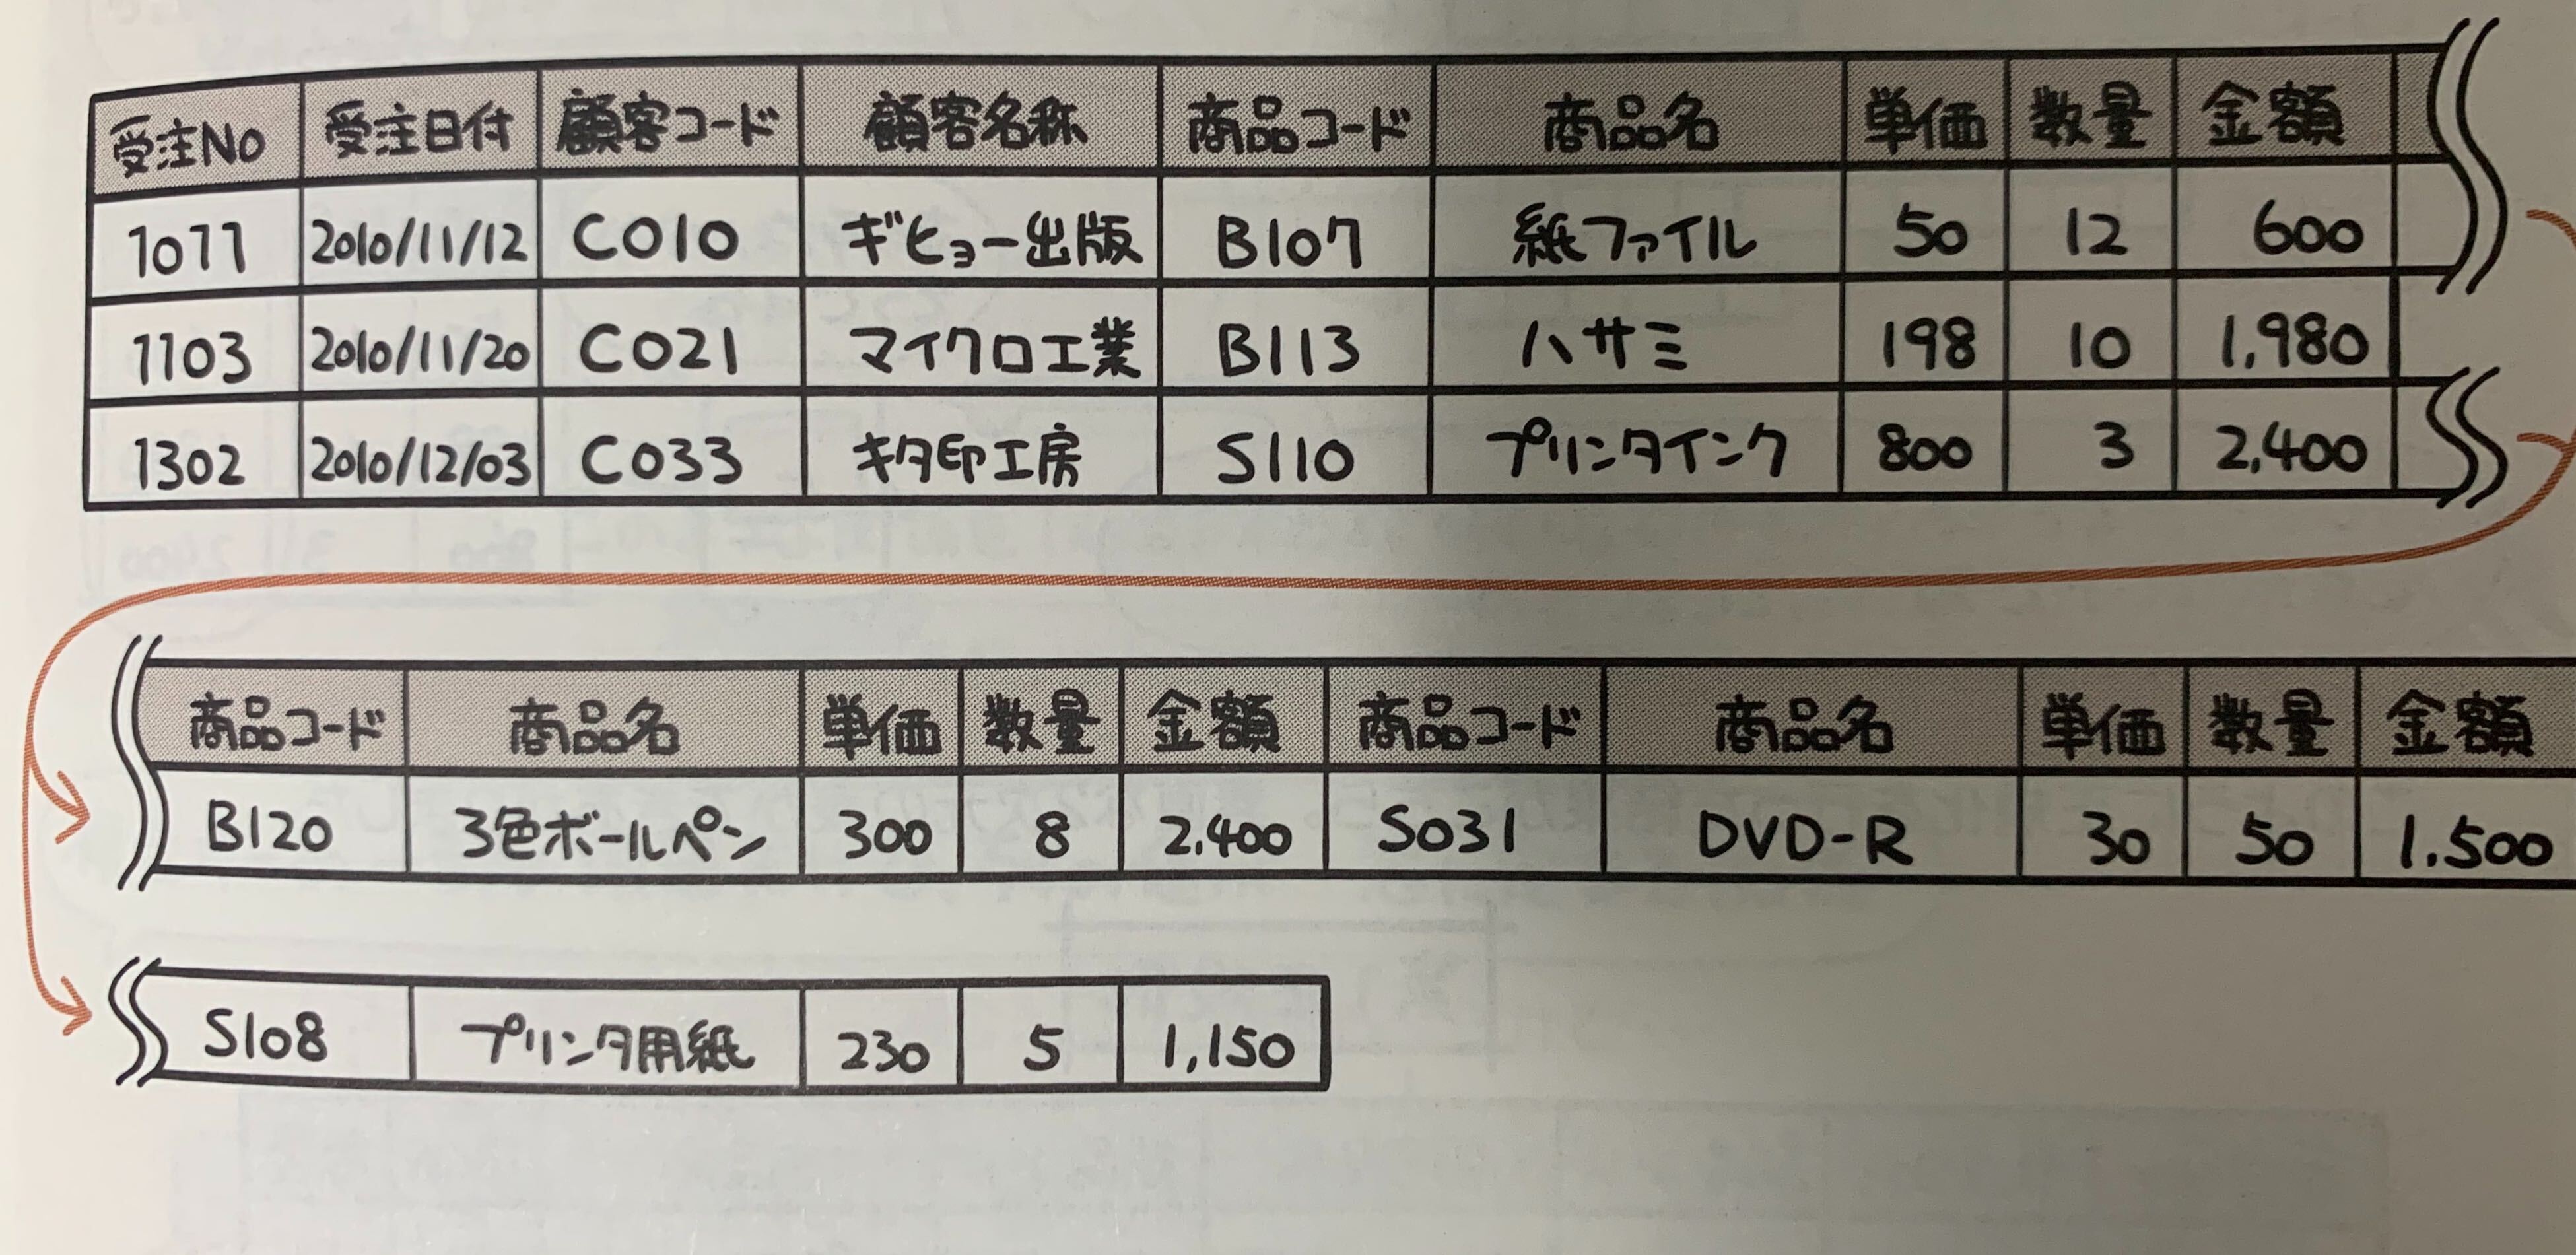 受注No 受注日付 顧客コード 顧客名称 商品コード 商品名 単価 数量 金額
1077 2010/11/12 C010 ギヒョー出版 B107 紙ファイル 50 12 600
1103 2010/11/20 C021 マイクロ工業 B113 ハサミ 198 10 1,980
1302 2010/12/03 C033 キタ印工房 S110 プリンタインク 800 3 2,400
商品コード 商品名 単価 数量 金額 商品コード 商品名 単価 数量 金額
B120 3色ボールペン 300 8 2.400 S031 DVD-R 30 50 1.500
S108 プリンタ用紙 230 5 1,150